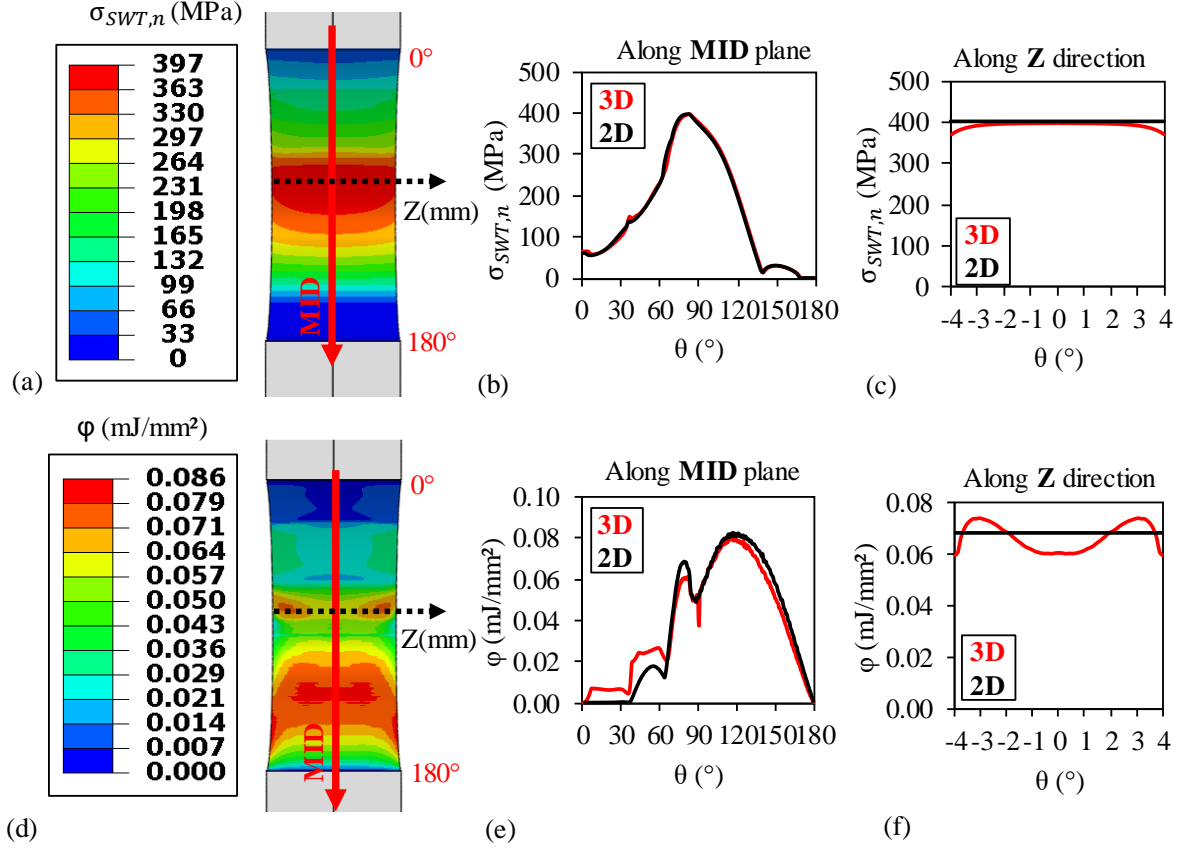 σSWT,n (MPa)
397
363
330
297
264
231
198
165
132
99
66
33
0
(a)
0°
Z(mm)
MID
180°
Along MID plane
500
400
300
200
100
0
σSWT,n (MPa)
3D
2D
0 30 60 90 120 150 180
θ (°)
(b)
Along Z direction
500
400
300
200
100
0
σSWT,n (MPa)
3D
2D
-4 -3 -2 -1 0 1 2 3 4
θ (°)
(c)
φ (mJ/mm²)
0.086
0.079
0.071
0.064
0.057
0.050
0.043
0.036
0.029
0.021
0.014
0.007
0.000
(d)
0°
Z(mm)
MID
180°
Along MID plane
0.10
0.08
0.06
0.04
0.02
0.00
φ (mJ/mm²)
3D
2D
0 30 60 90 120 150 180
θ (°)
(e)
Along Z direction
0.08
0.06
0.04
0.02
0.00
φ (mJ/mm²)
3D
2D
-4 -3 -2 -1 0 1 2 3 4
θ (°)
(f)